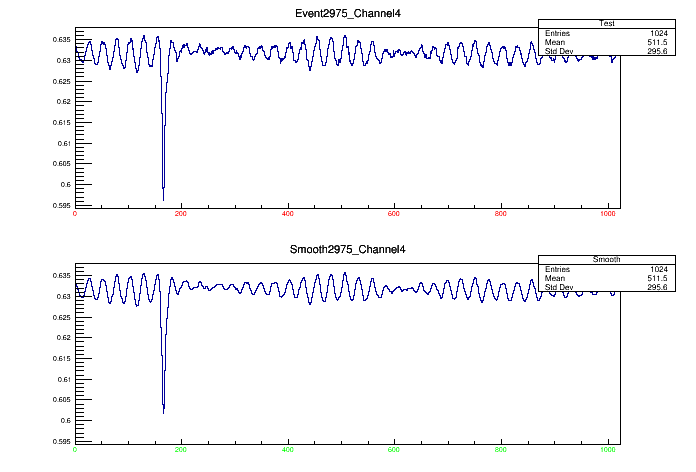 Event2975_Channel4
Test
Entries 1024
Mean 511.5
Std Dev 295.6
0.635
0.63
0.625
0.62
0.615
0.61
0.605
0.6
0.595
0 200 400 600 800 1000
Smooth2975_Channel4
Smooth
Entries 1024
Mean 511.5
Std Dev 295.6
0.635
0.63
0.625
0.62
0.615
0.61
0.605
0.6
0.595
0 200 400 600 800 1000